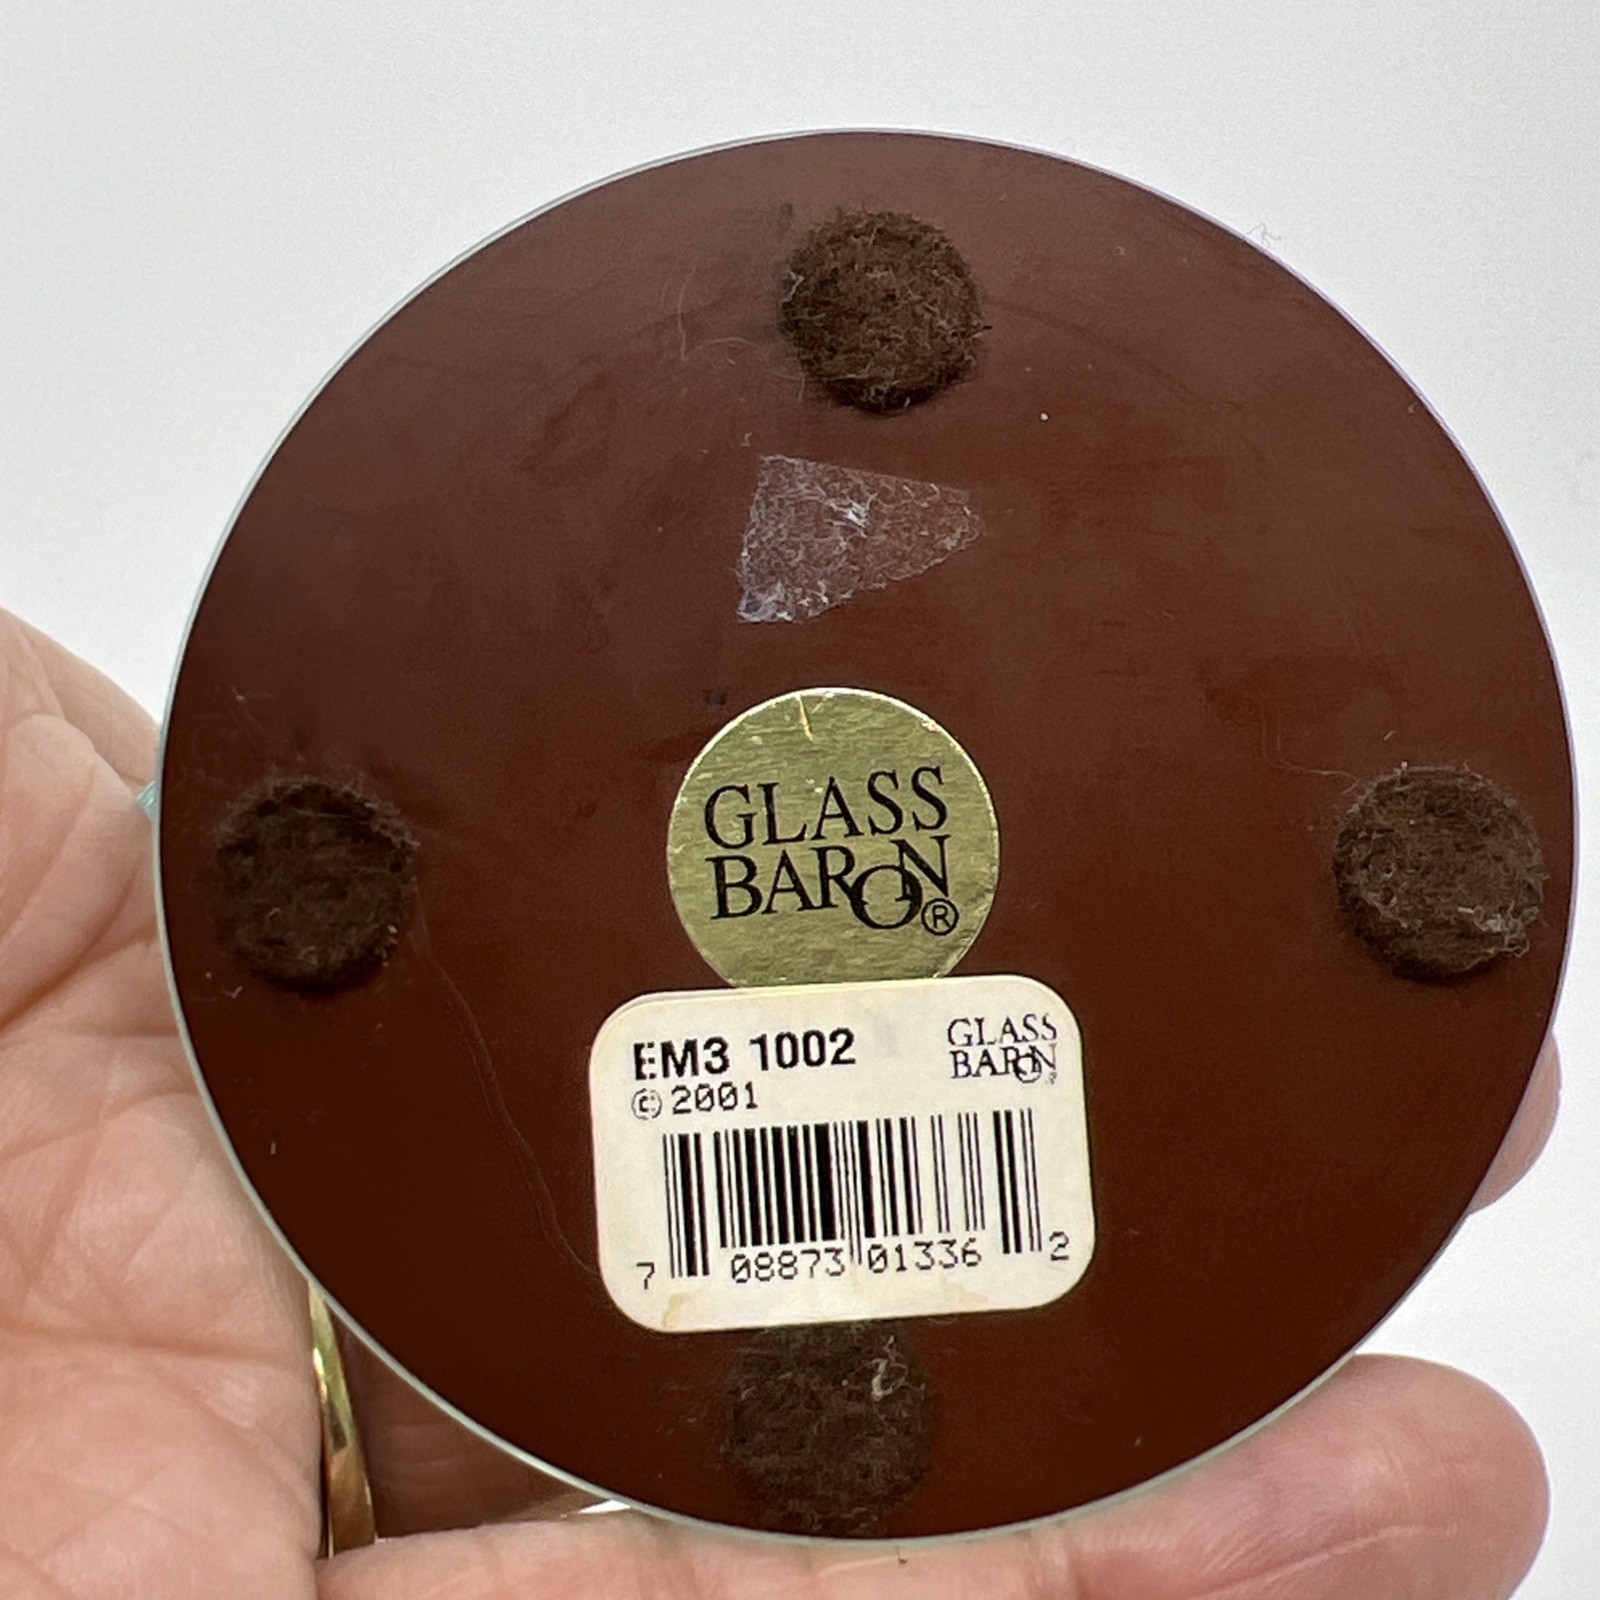 GLASS
BARON®
EM3 1002
GLASS
BARON
© 2001
7 08873 01336 2